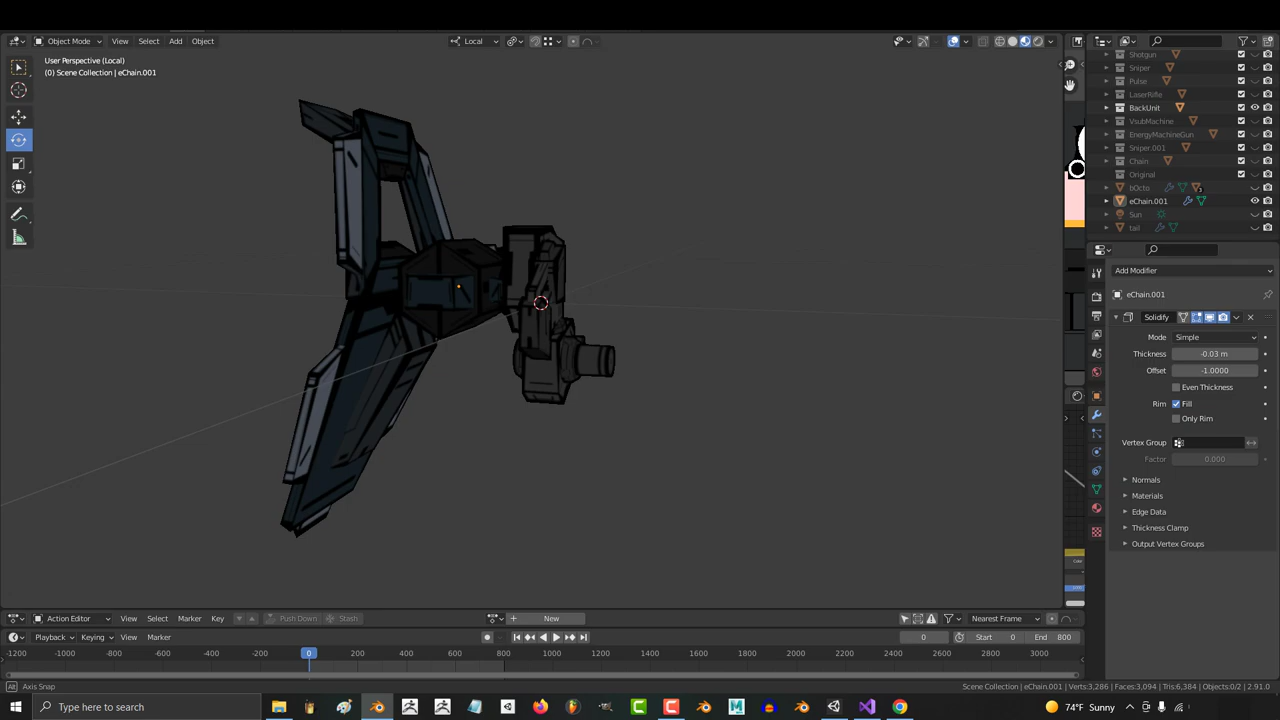 Object Mode View Select Add Object Local
User Perspective (Local)
(0) Scene Collection | eChain.001
Shotgun
Sniper
Pulse
LaserRifle
BackUnit
VsubMachine
EnergyMachineGun
Sniper.001
Chain
Original
bOcto
eChain.001
Sun
tail
Add Modifier
eChain.001
Solidify
Mode Simple
Thickness -0.03 m
Offset -1.0000
Even Thickness
Rim Fill
Only Rim
Vertex Group
Factor 0.000
Normals
Materials
Edge Data
Thickness Clamp
Output Vertex Groups
Action Editor View Select Marker Key Push Down Stash New Nearest Frame
Playback Keying View Marker 0 Start 0 End 800
-1200 -1000 -800 -600 -400 -200 0 200 400 600 800 1000 1200 1400 1600 1800 2000 2200 2400 2600 2800 3000
Axis Snap Scene Collection | eChain.001 | Verts:3,286 | Faces:3,094 | Tris:6,384 | Objects:0/2 | 2.91.0
Type here to search 74°F Sunny